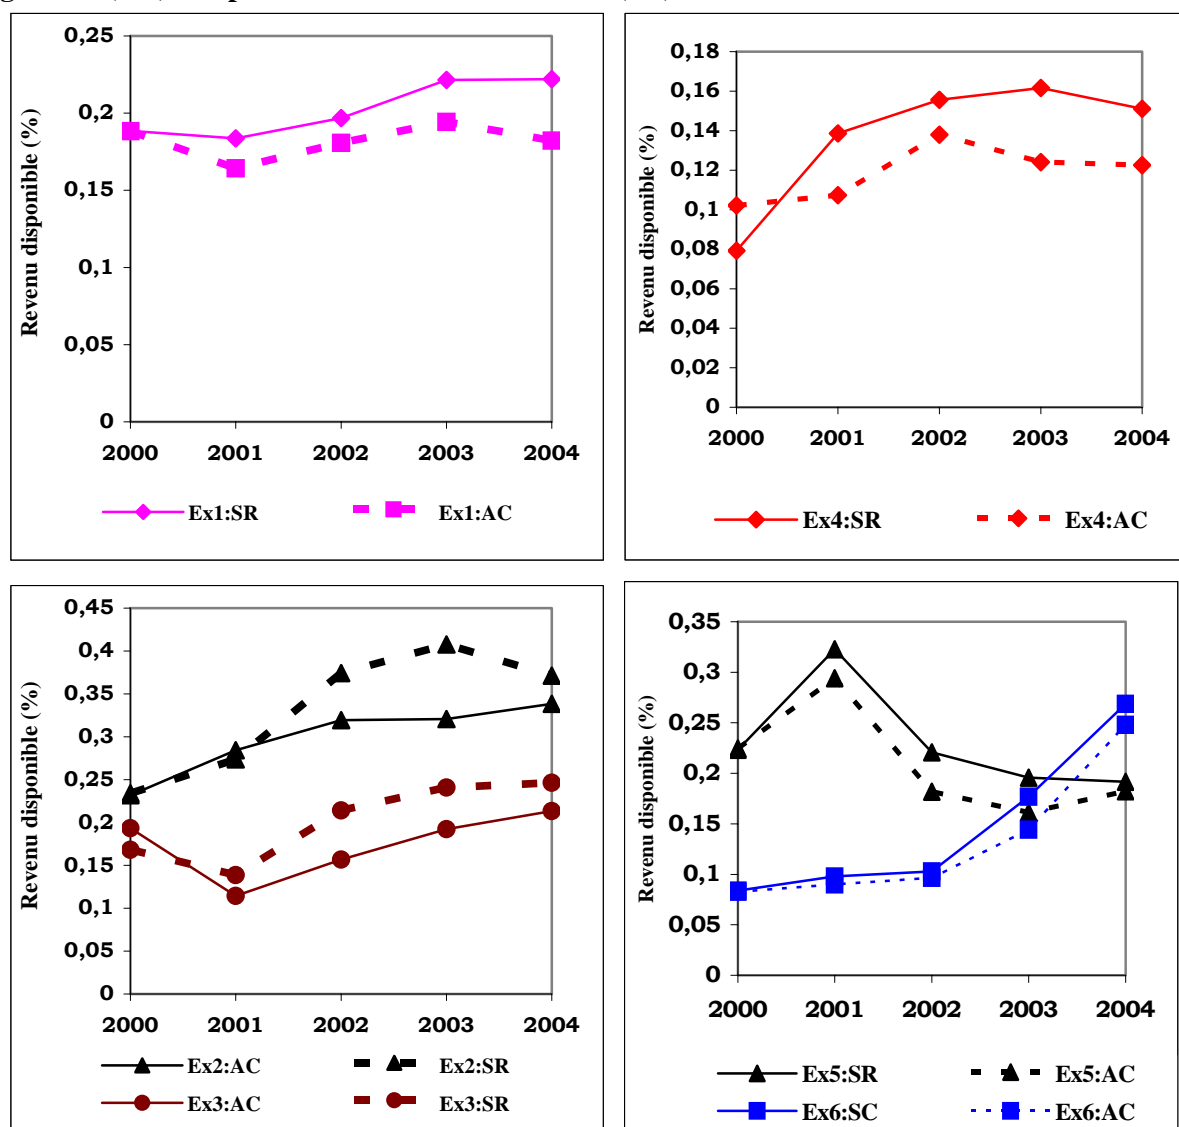 Revenu disponible (%)
0,25
0,2
0,15
0,1
0,05
0
2000 2001 2002 2003 2004
Ex1:SR Ex1:AC
Revenu disponible (%)
0,18
0,16
0,14
0,12
0,1
0,08
0,06
0,04
0,02
0
2000 2001 2002 2003 2004
Ex4:SR Ex4:AC
Revenu disponible (%)
0,45
0,4
0,35
0,3
0,25
0,2
0,15
0,1
0,05
0
2000 2001 2002 2003 2004
Ex2:AC Ex2:SR
Ex3:AC Ex3:SR
Revenu disponible (%)
0,35
0,3
0,25
0,2
0,15
0,1
0,05
0
2000 2001 2002 2003 2004
Ex5:SR Ex5:AC
Ex6:SC Ex6:AC